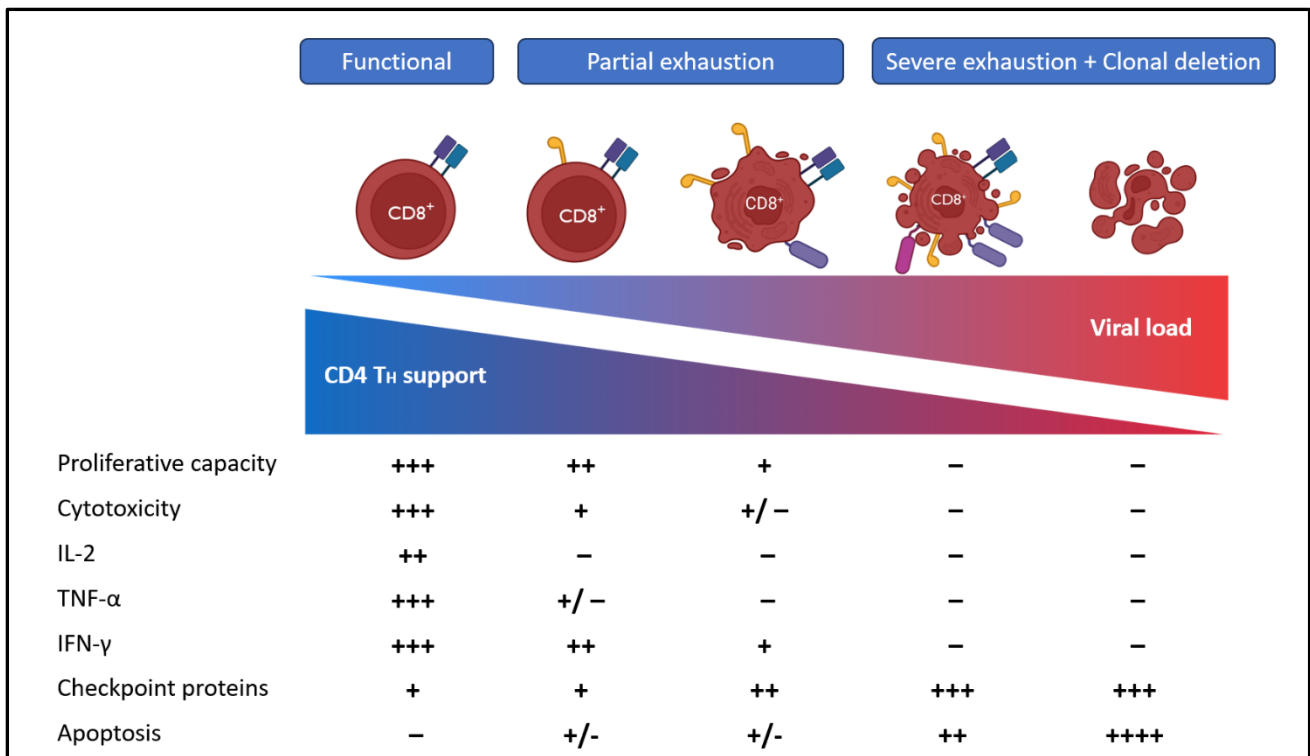 Functional Partial exhaustion Severe exhaustion + Clonal deletion
CD8⁺ CD8⁺ CD8⁺ CD8⁺
Viral load
CD4 Tʜ support
Proliferative capacity +++ ++ + – –
Cytotoxicity +++ + +/ – – –
IL-2 ++ – – – –
TNF-α +++ +/ – – – –
IFN-γ +++ ++ + – –
Checkpoint proteins + + ++ +++ +++
Apoptosis – +/- +/- ++ ++++